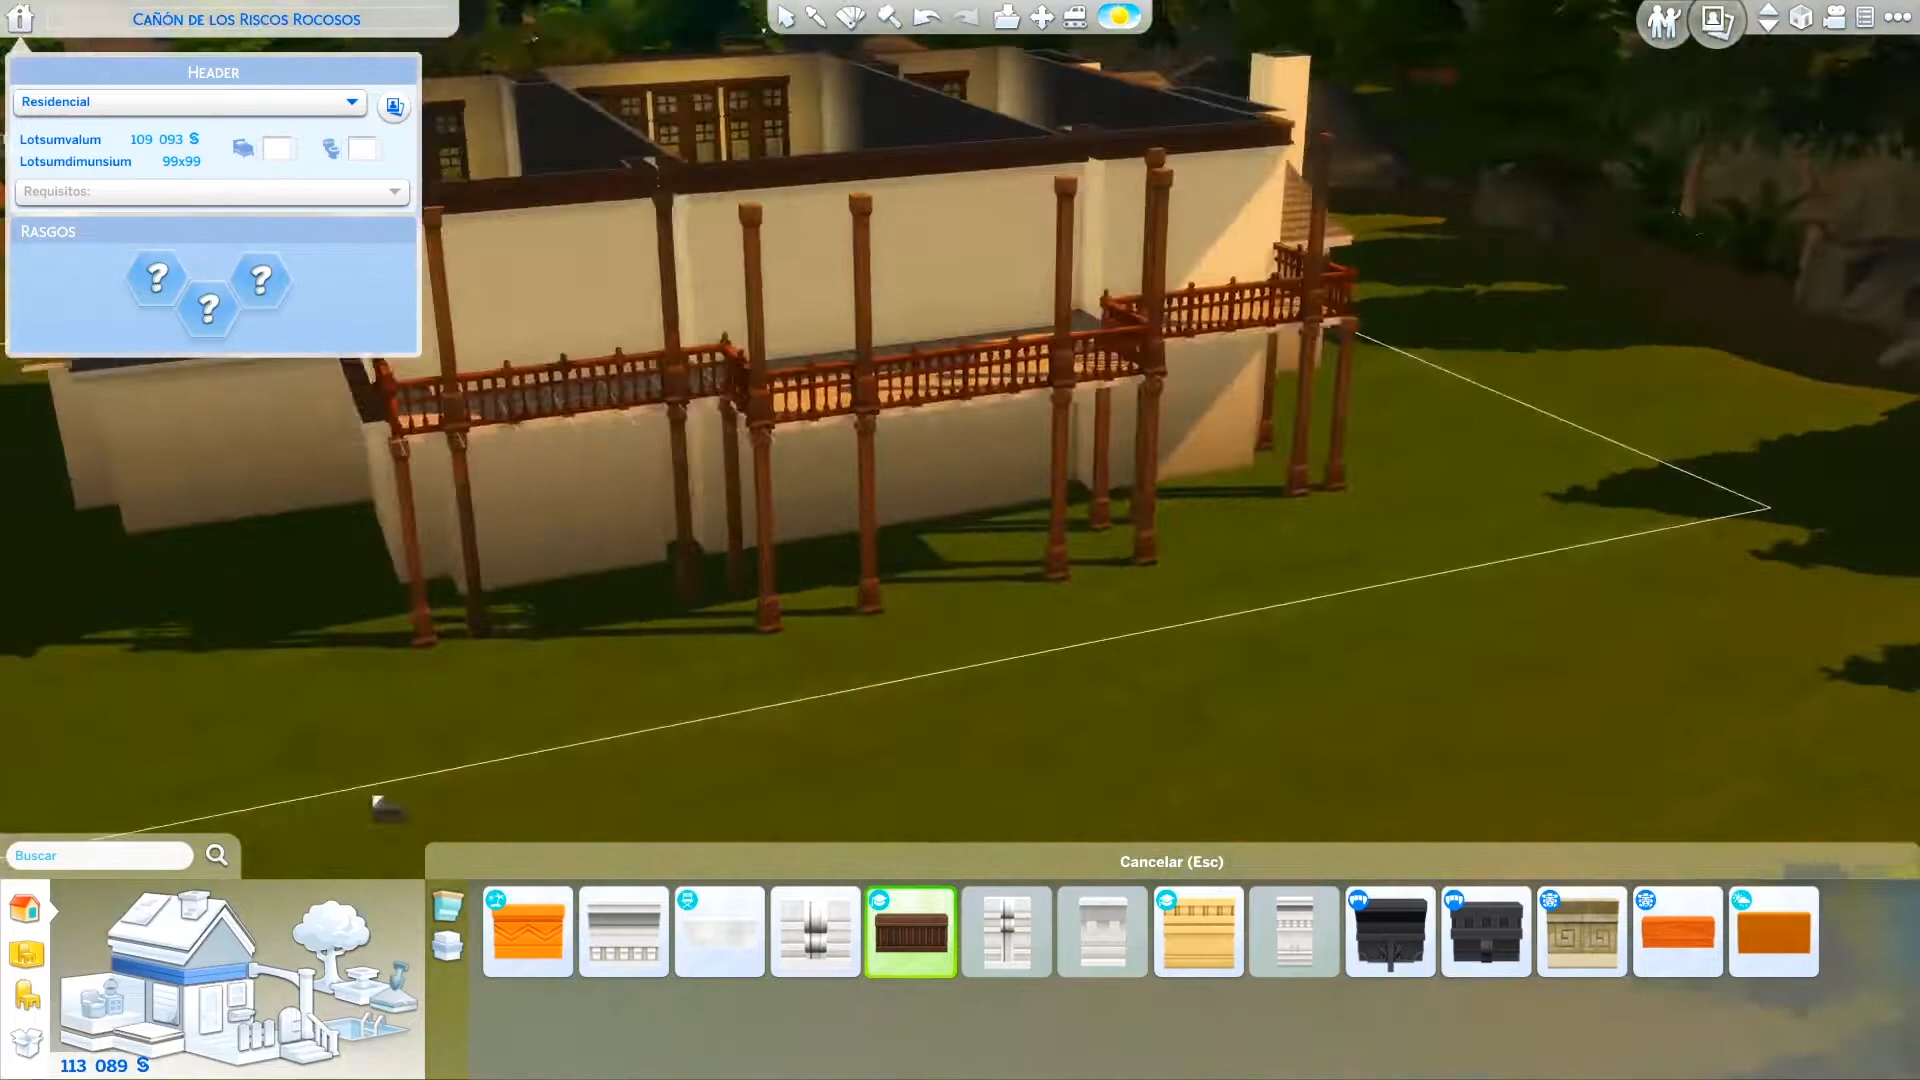 CAÑÓN DE LOS RISCOS ROCOSOS
HEADER
Residencial
Lotsumvalum 109 093 $
Lotsumdimunsium 99x99
Requisitos:
RASGOS
? ? ?
Buscar
Cancelar (Esc)
113 089 $